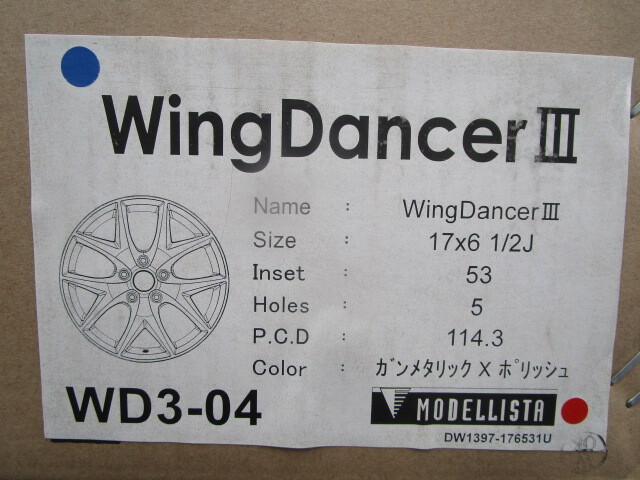 WingDancerⅢ
Name : WingDancerⅢ
Size : 17x6 1/2J
Inset : 53
Holes : 5
P.C.D : 114.3
Color : ｶﾞﾝﾒﾀﾘｯｸ X ﾎﾟﾘｯｼｭ
WD3-04
MODELLISTA
DW1397-176531U